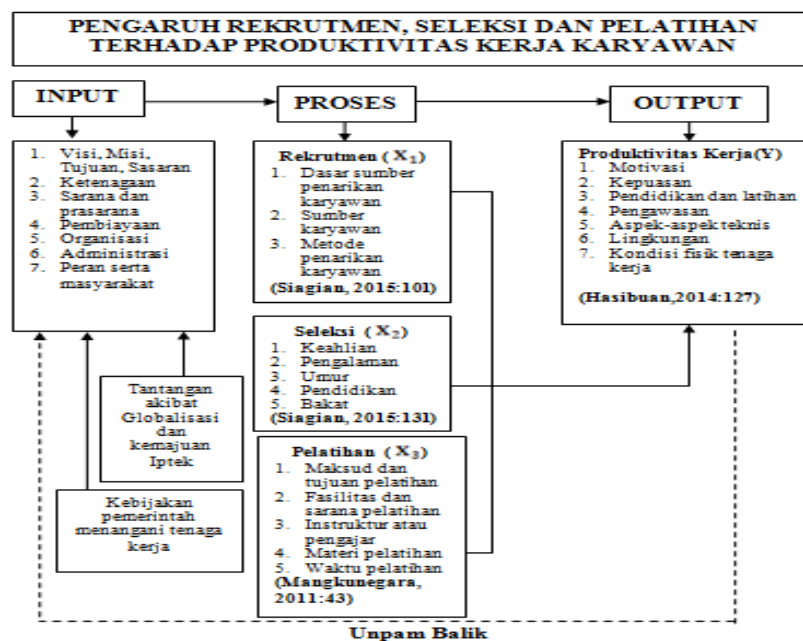 PENGARUH REKRUTMEN, SELEKSI DAN PELATIHAN
TERHADAP PRODUKTIVITAS KERJA KARYAWAN
INPUT
PROSES
OUTPUT
1. Visi, Misi,
Tujuan, Sasaran
2. Ketenagaan
3. Sarana dan
prasarana
4. Pembiayaan
5. Organisasi
6. Administrasi
7. Peran serta
masyarakat
Tantangan
akibat
Globalisasi
dan
kemajuan
Iptek
Kebijakan
pemerintah
menangani tenaga
kerja
Rekrutmen (X1)
1. Dasar sumber
penarikan
karyawan
2. Sumber
karyawan
3. Metode
penarikan
karyawan
(Siagian, 2015:101)
Seleksi (X2)
1. Keahlian
2. Pengalaman
3. Umur
4. Pendidikan
5. Bakat
(Siagian, 2015:131)
Pelatihan (X3)
1. Maksud dan
tujuan pelatihan
2. Fasilitas dan
sarana pelatihan
3. Instruktur atau
pengajar
4. Materi pelatihan
5. Waktu pelatihan
(Mangkunegara,
2011:43)
Produktivitas Kerja(Y)
1. Motivasi
2. Kepuasan
3. Pendidikan dan latihan
4. Pengawasan
5. Aspek-aspek teknis
6. Lingkungan
7. Kondisi fisik tenaga
kerja
(Hasibuan,2014:127)
Unpam Balik